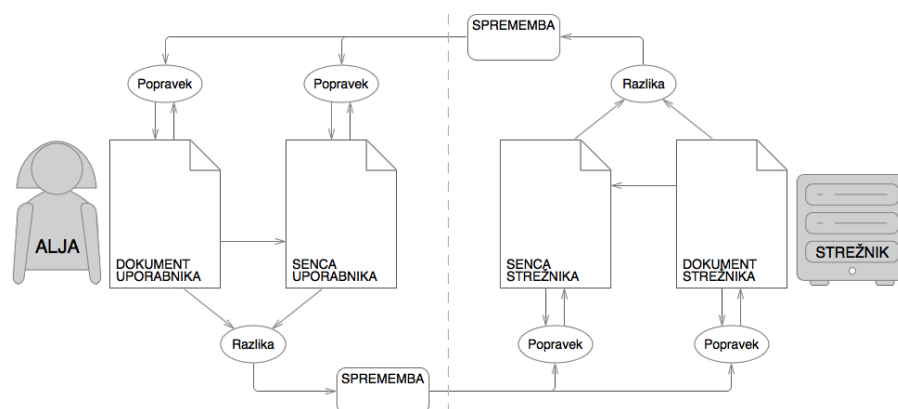 SPREMEMBA
Popravek
Popravek
Razlika
ALJA
DOKUMENT
UPORABNIKA
SENCA
UPORABNIKA
SENCA
STREŽNIKA
DOKUMENT
STREŽNIKA
STREŽNIK
Razlika
Popravek
Popravek
SPREMEMBA